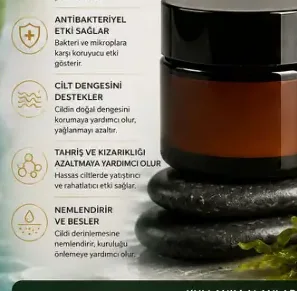 ANTİBAKTERİYEL
ETKİ SAĞLAR
Bakteri ve mikroplara
karşı koruyucu etki
gösterir.
CİLT DENGESİNİ
DESTEKLER
Cildin doğal dengesini
korumaya yardımcı olur,
yağlanmayı azaltır.
TAHRİŞ VE KIZARIKLIĞI
AZALTMAYA YARDIMCI OLUR
Hassas ciltlerde yatıştırıcı
ve rahatlatıcı etki sağlar.
NEMLENDİRİR
VE BESLER
Cildi derinlemesine
nemlendirir, kuruluğu
önlemeye yardımcı olur.